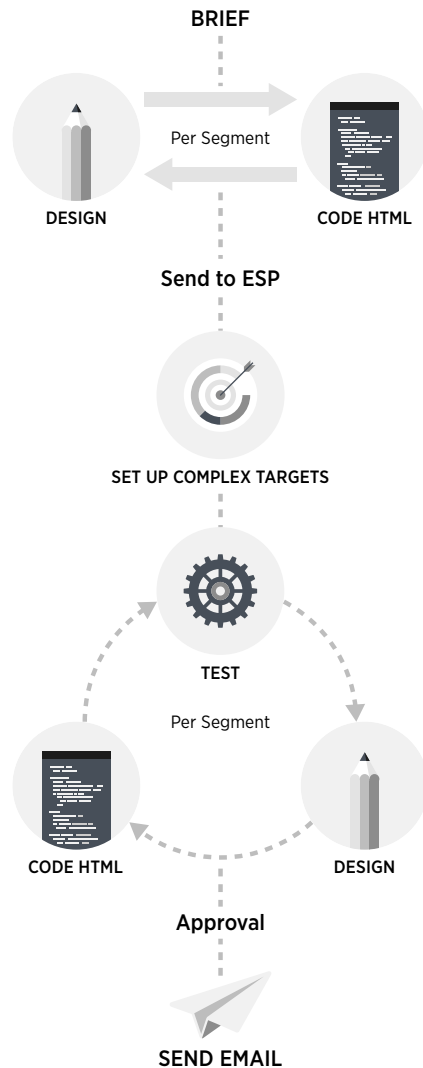 BRIEF
Per Segment
DESIGN
CODE HTML
Send to ESP
SET UP COMPLEX TARGETS
TEST
Per Segment
CODE HTML
DESIGN
Approval
SEND EMAIL